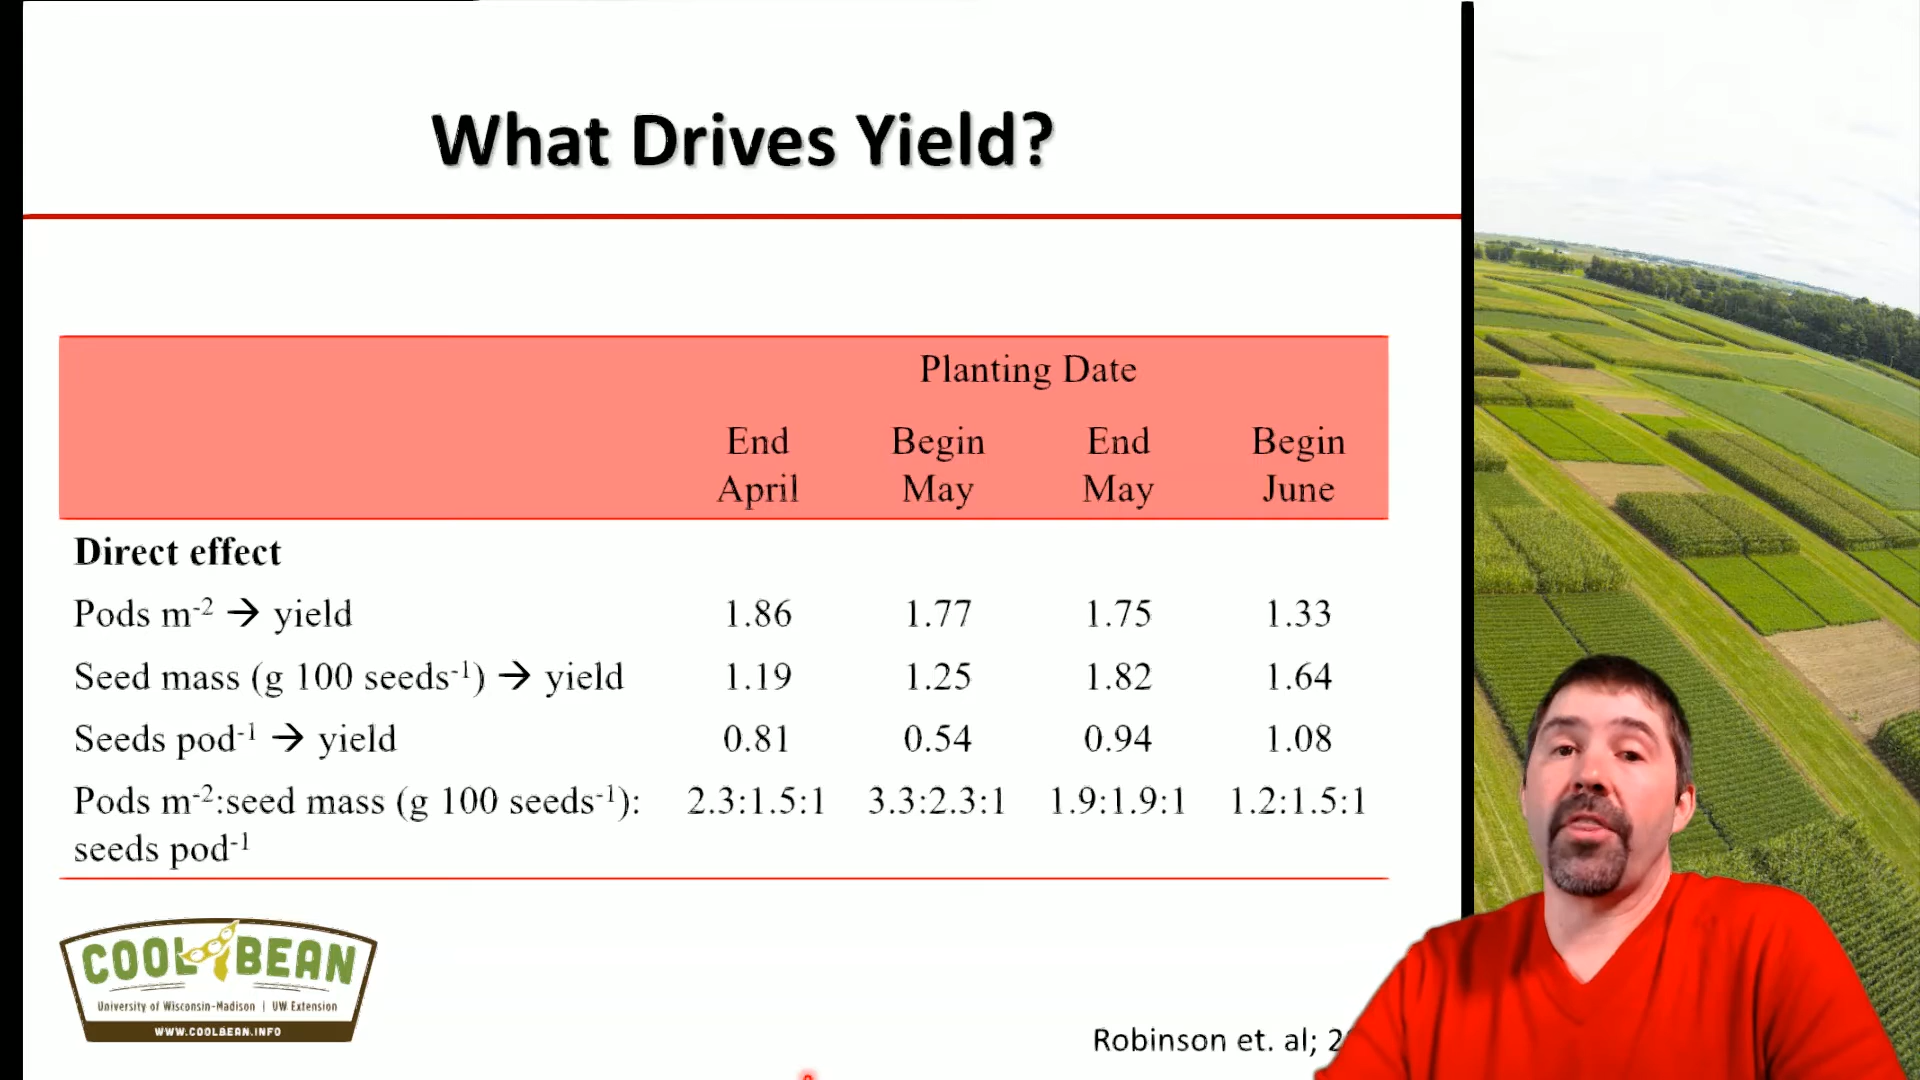 What Drives Yield?
Planting Date
End April Begin May End May Begin June
Direct effect
Pods m-2 → yield 1.86 1.77 1.75 1.33
Seed mass (g 100 seeds-1) → yield 1.19 1.25 1.82 1.64
Seeds pod-1 → yield 0.81 0.54 0.94 1.08
Pods m-2:seed mass (g 100 seeds-1): 2.3:1.5:1 3.3:2.3:1 1.9:1.9:1 1.2:1.5:1
seeds pod-1
COOL BEAN
University of Wisconsin-Madison | UW Extension
WWW.COOLBEAN.INFO
Robinson et. al;